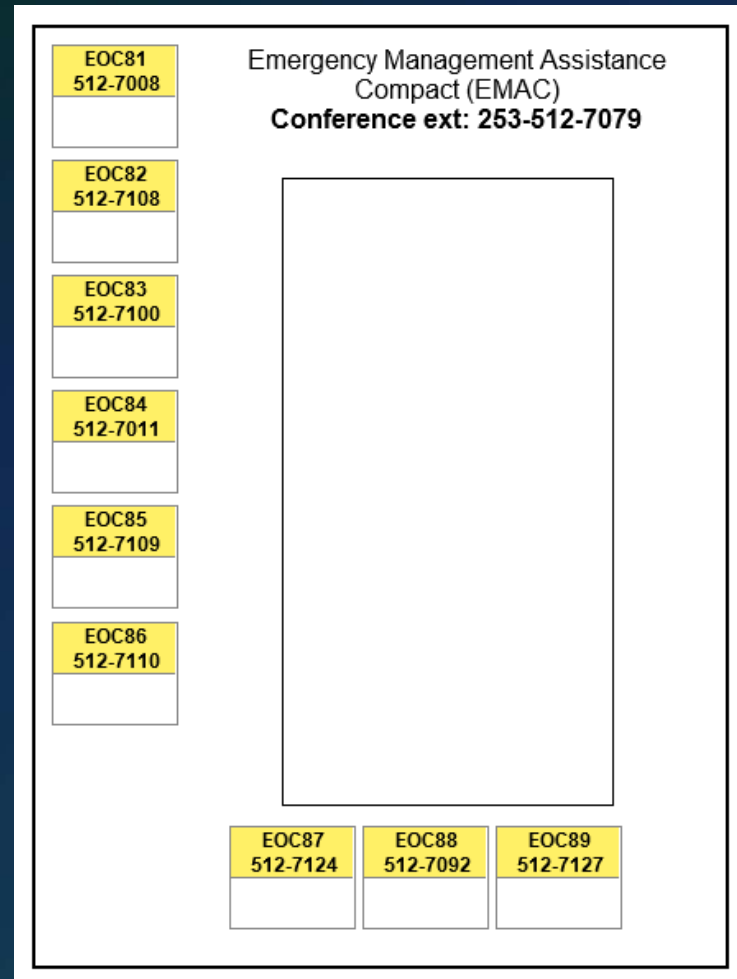 EOC81
512-7008
Emergency Management Assistance
Compact (EMAC)
Conference ext: 253-512-7079
EOC82
512-7108
EOC83
512-7100
EOC84
512-7011
EOC85
512-7109
EOC86
512-7110
EOC87
512-7124
EOC88
512-7092
EOC89
512-7127